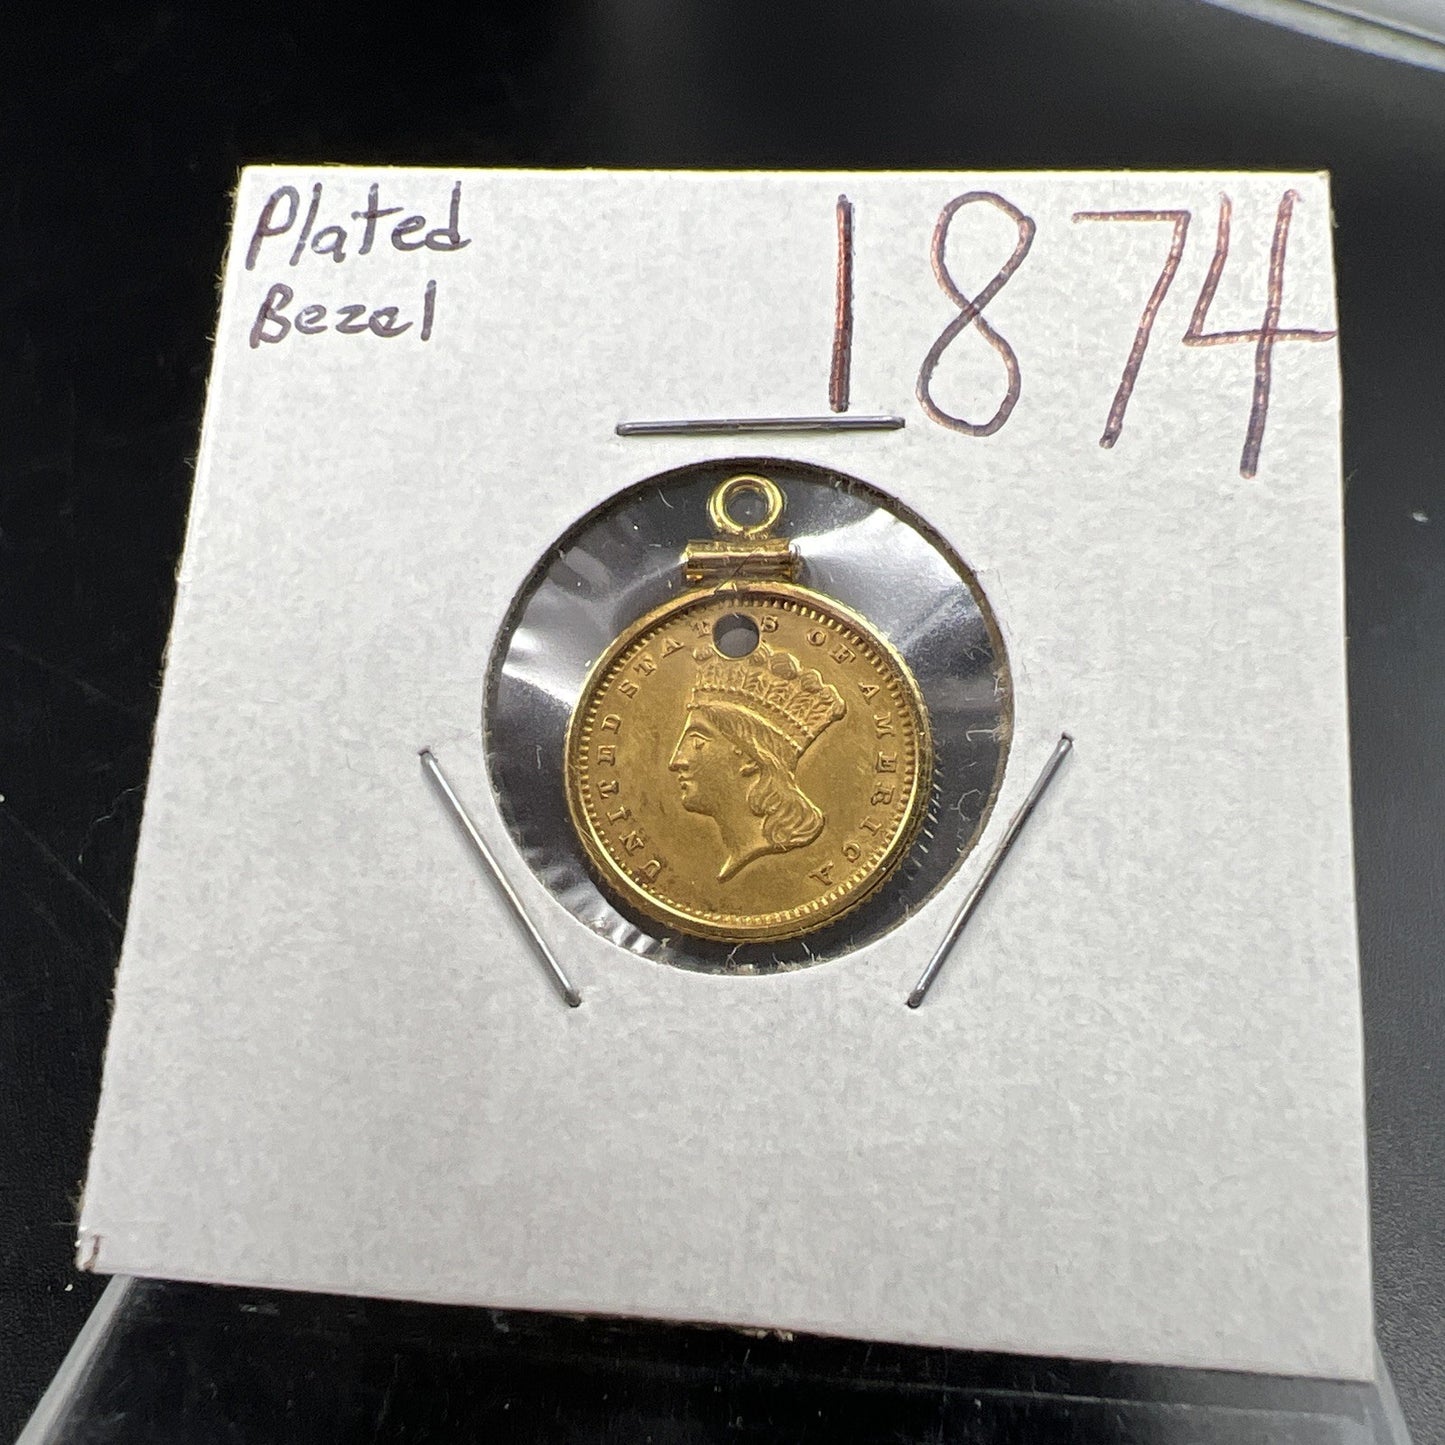 Plated
Bezel
1874
UNITED STATES OF AMERICA